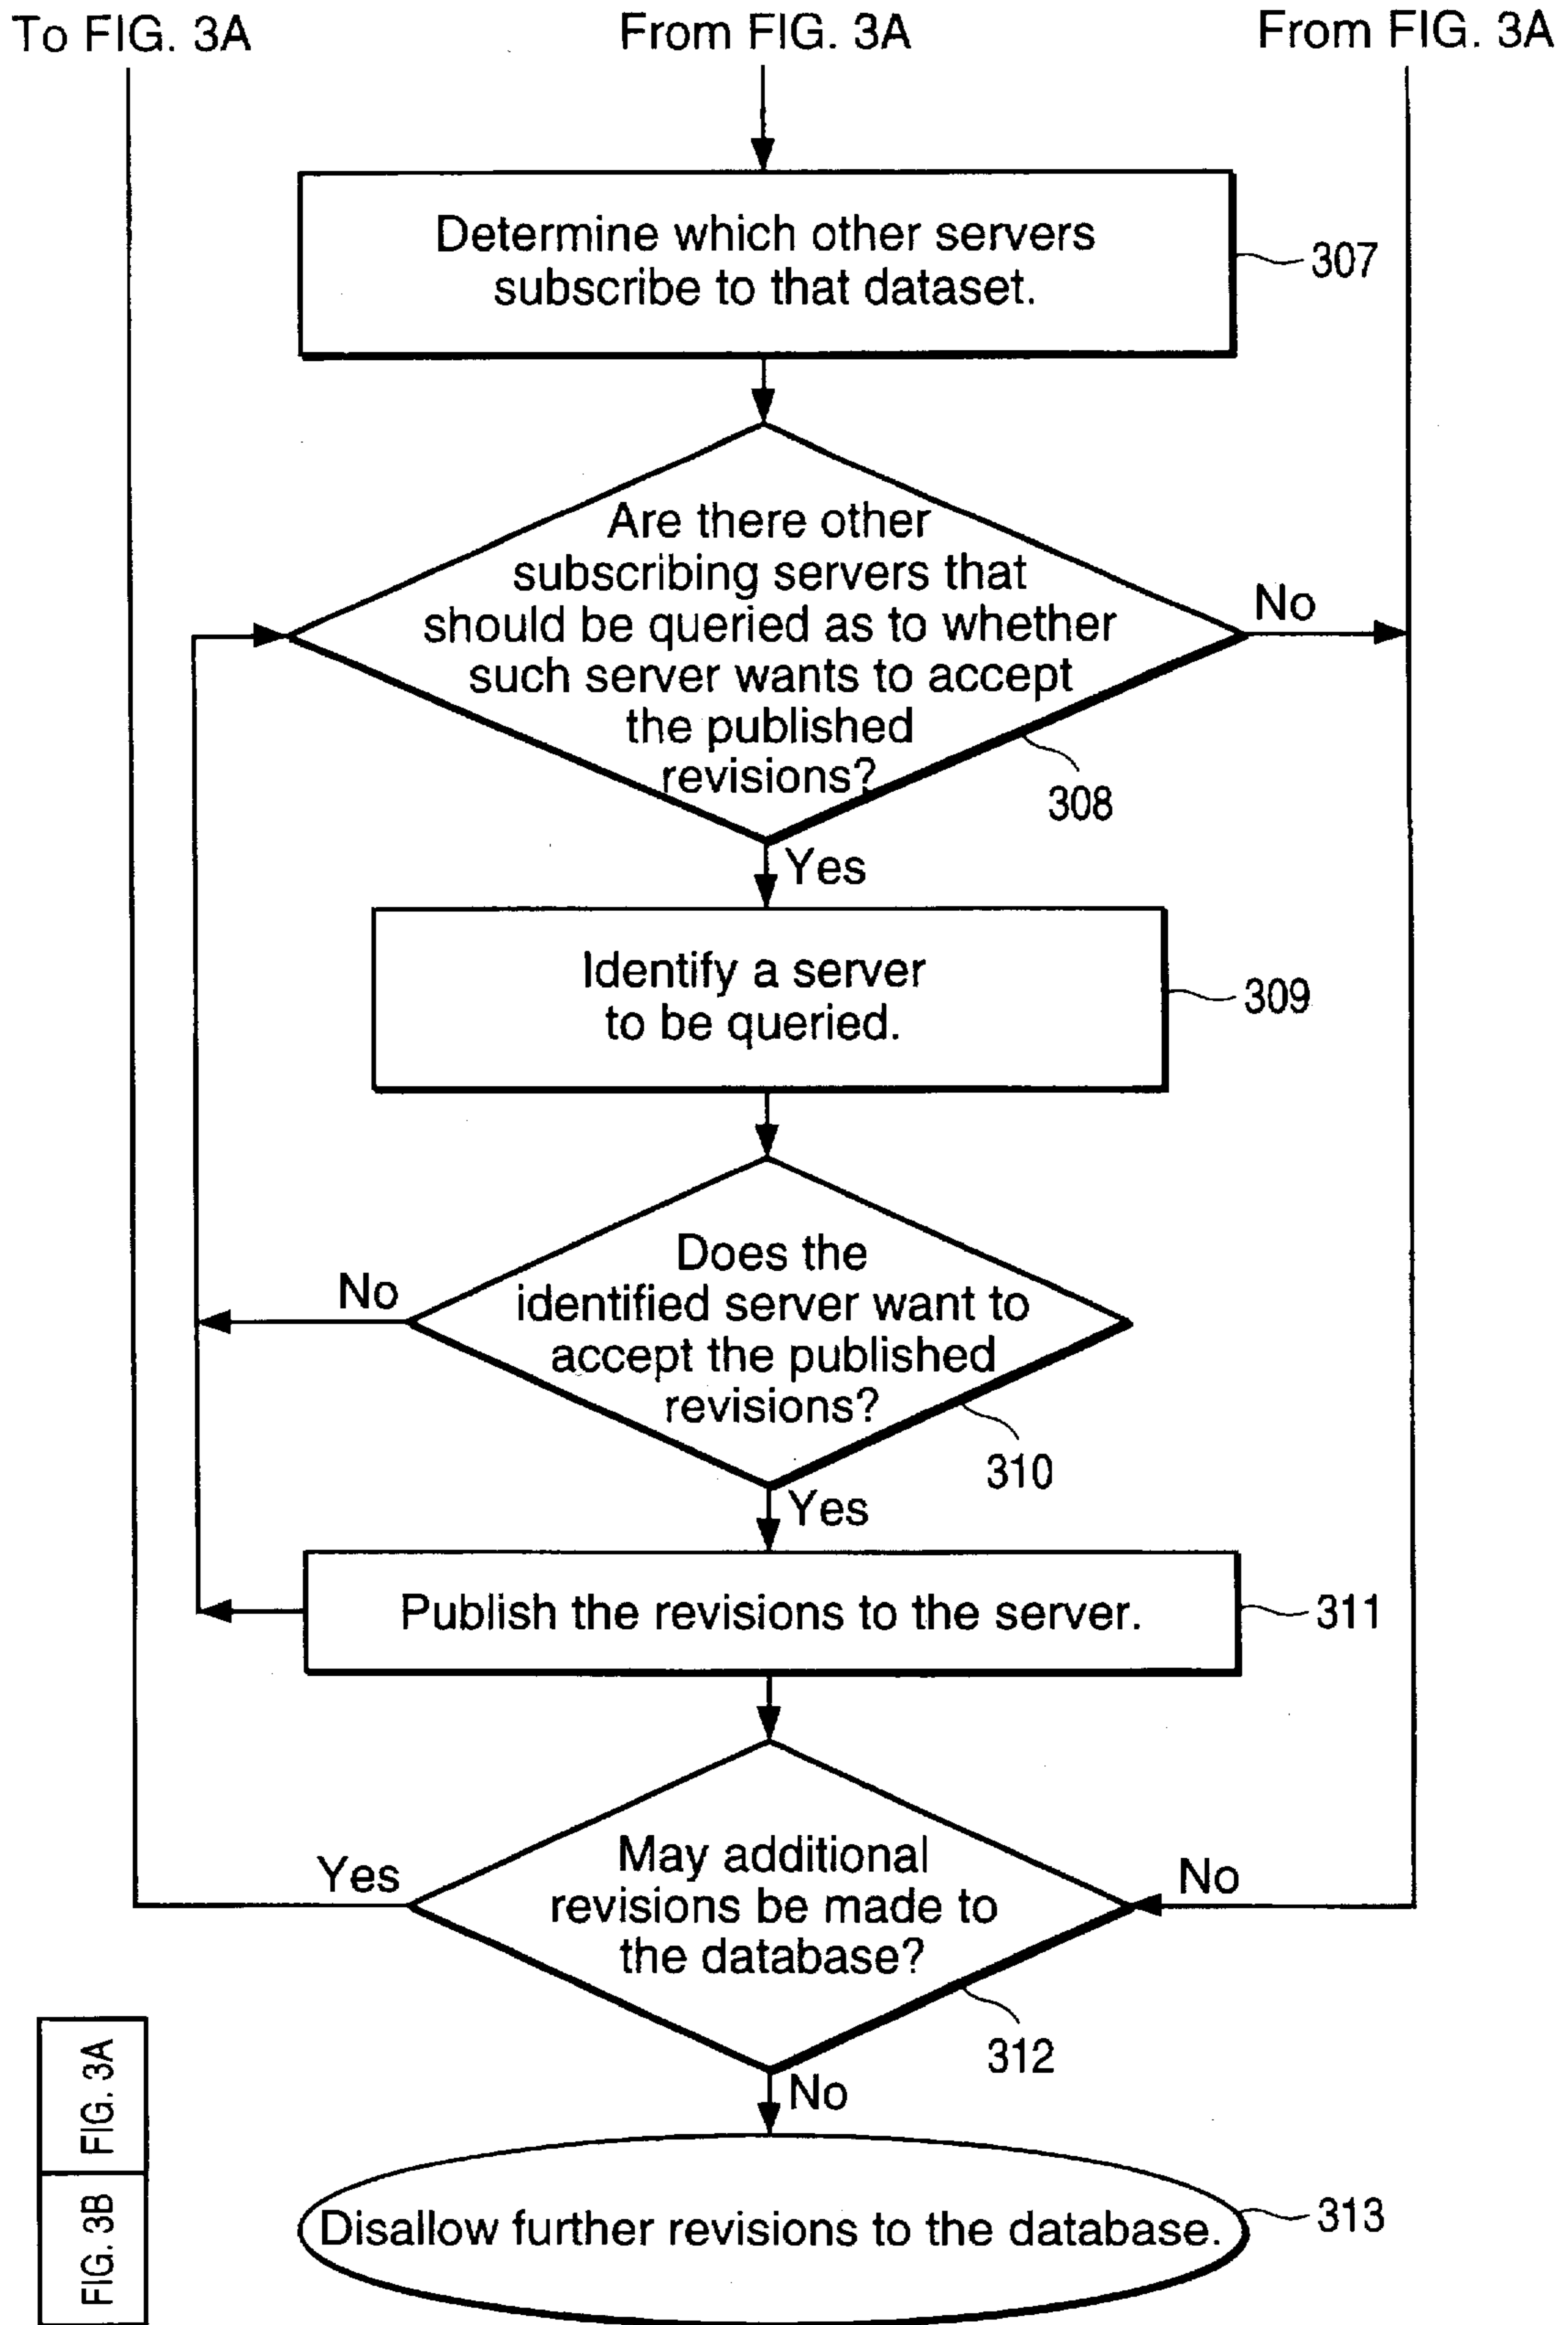 To FIG. 3A
From FIG. 3A
From FIG. 3A
Determine which other servers
subscribe to that dataset.
307
Are there other
subscribing servers that
should be queried as to whether
such server wants to accept
the published
revisions?
No
308
Yes
Identify a server
to be queried.
309
Does the
identified server want to
accept the published
revisions?
No
310
Yes
Publish the revisions to the server.
311
May additional
revisions be made to
the database?
Yes
No
312
No
Disallow further revisions to the database.
313
FIG. 3A
FIG. 3B